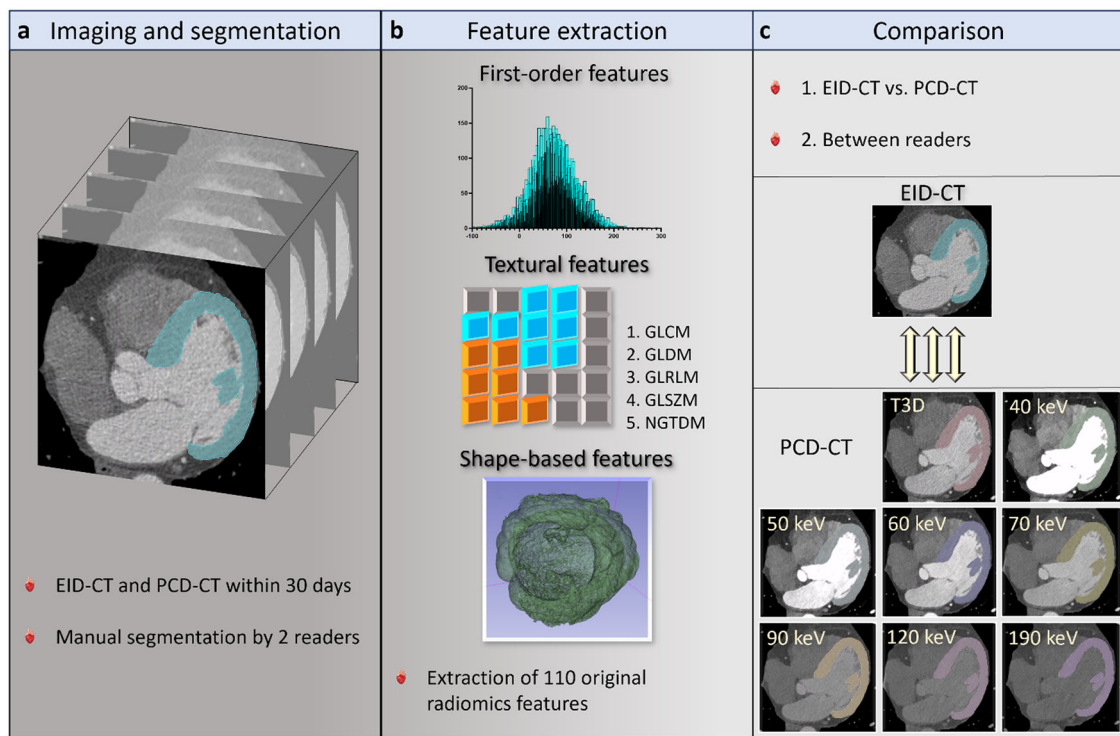 a Imaging and segmentation
EID-CT and PCD-CT within 30 days
Manual segmentation by 2 readers
b Feature extraction
First-order features
200
150
100
50
0
-100 0 100 200 300
Textural features
1. GLCM
2. GLDM
3. GLRLM
4. GLSZM
5. NGTDM
Shape-based features
Extraction of 110 original
radiomics features
c Comparison
1. EID-CT vs. PCD-CT
2. Between readers
EID-CT
PCD-CT
T3D 40 keV
50 keV 60 keV 70 keV
90 keV 120 keV 190 keV